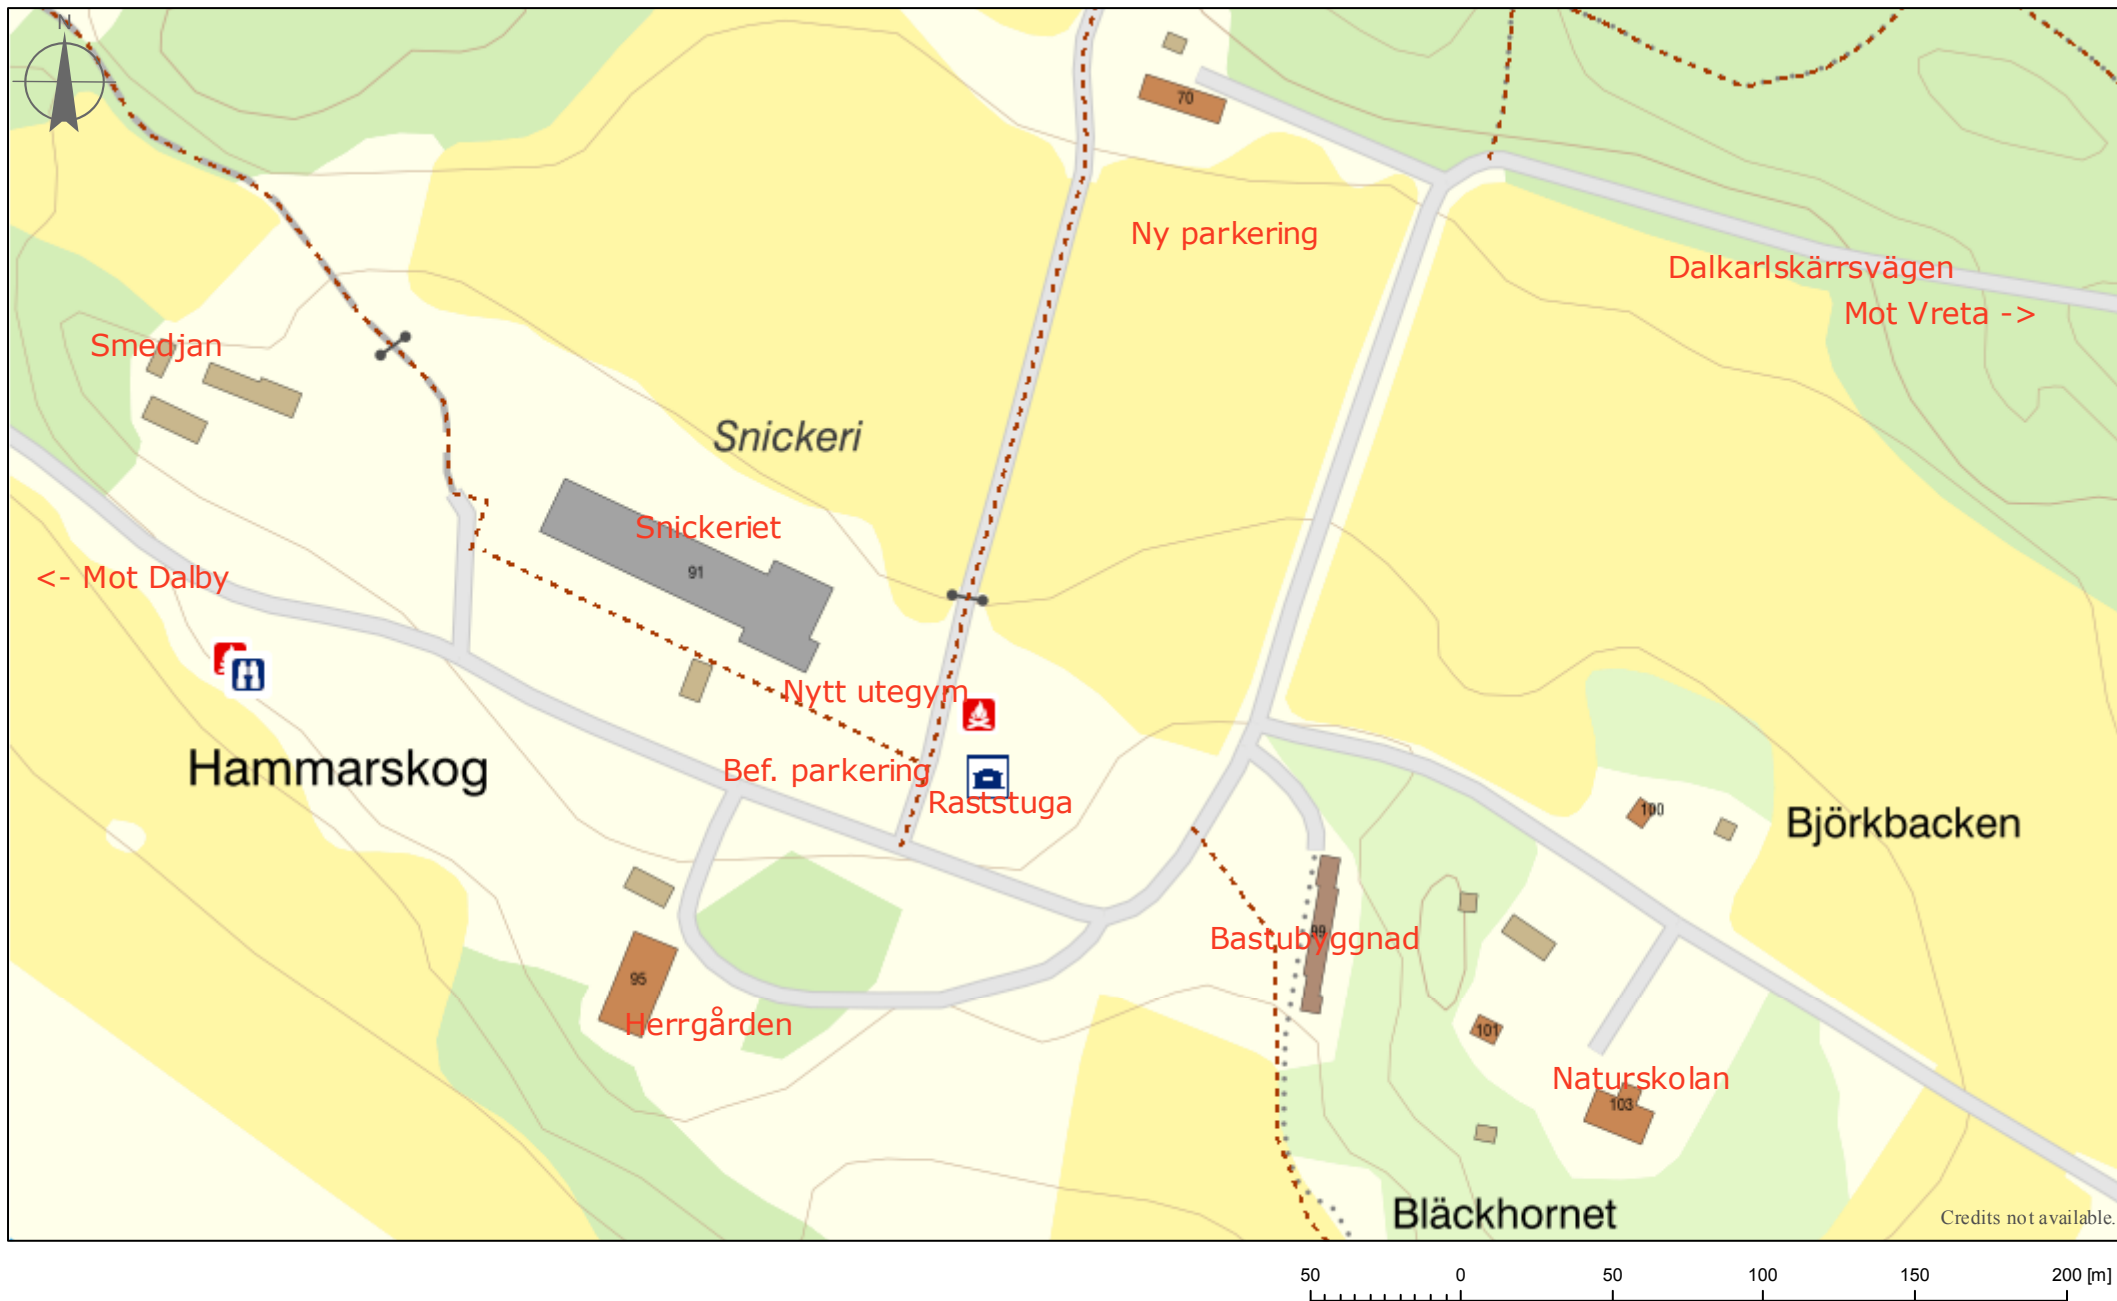 N
70
Ny parkering
Dalkarlskärrsvägen
Mot Vreta ->
Smedjan
Snickeri
Snickeriet
91
<- Mot Dalby
Nytt utegym
Hammarskog
Bef. parkering
Raststuga
100
Björkbacken
99
Bastubyggnad
95
Herrgården
101
Naturskolan
103
Bläckhornet
Credits not available.
50 0 50 100 150 200 [m]